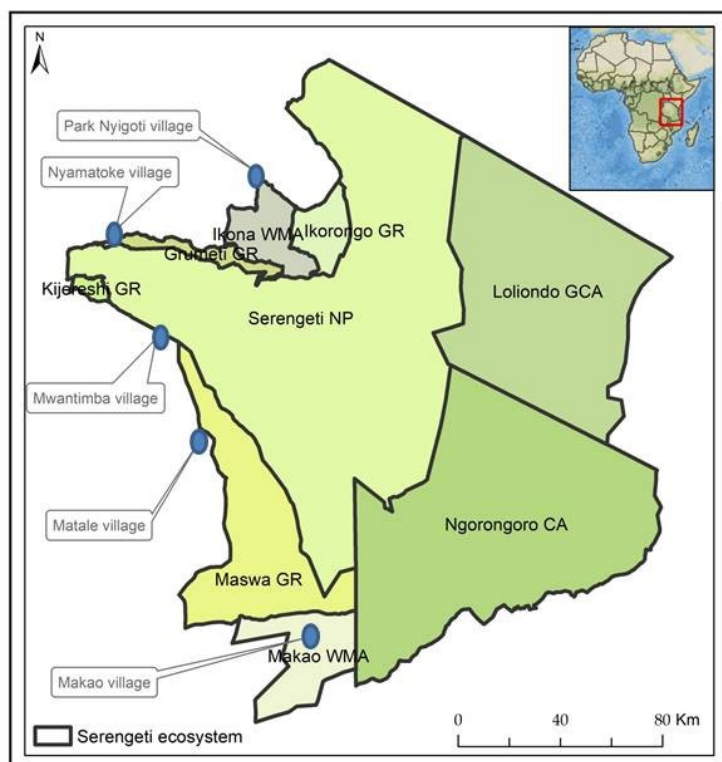 N
Park Nyigoti village
Nyamatoke village
Ikona WMA
Ikorongo GR
Grumeti GR
Kijereshi GR
Loliondo GCA
Serengeti NP
Mwantimba village
Matale village
Ngorongoro CA
Maswa GR
Makao WMA
Makao village
Serengeti ecosystem
0 40 80 Km